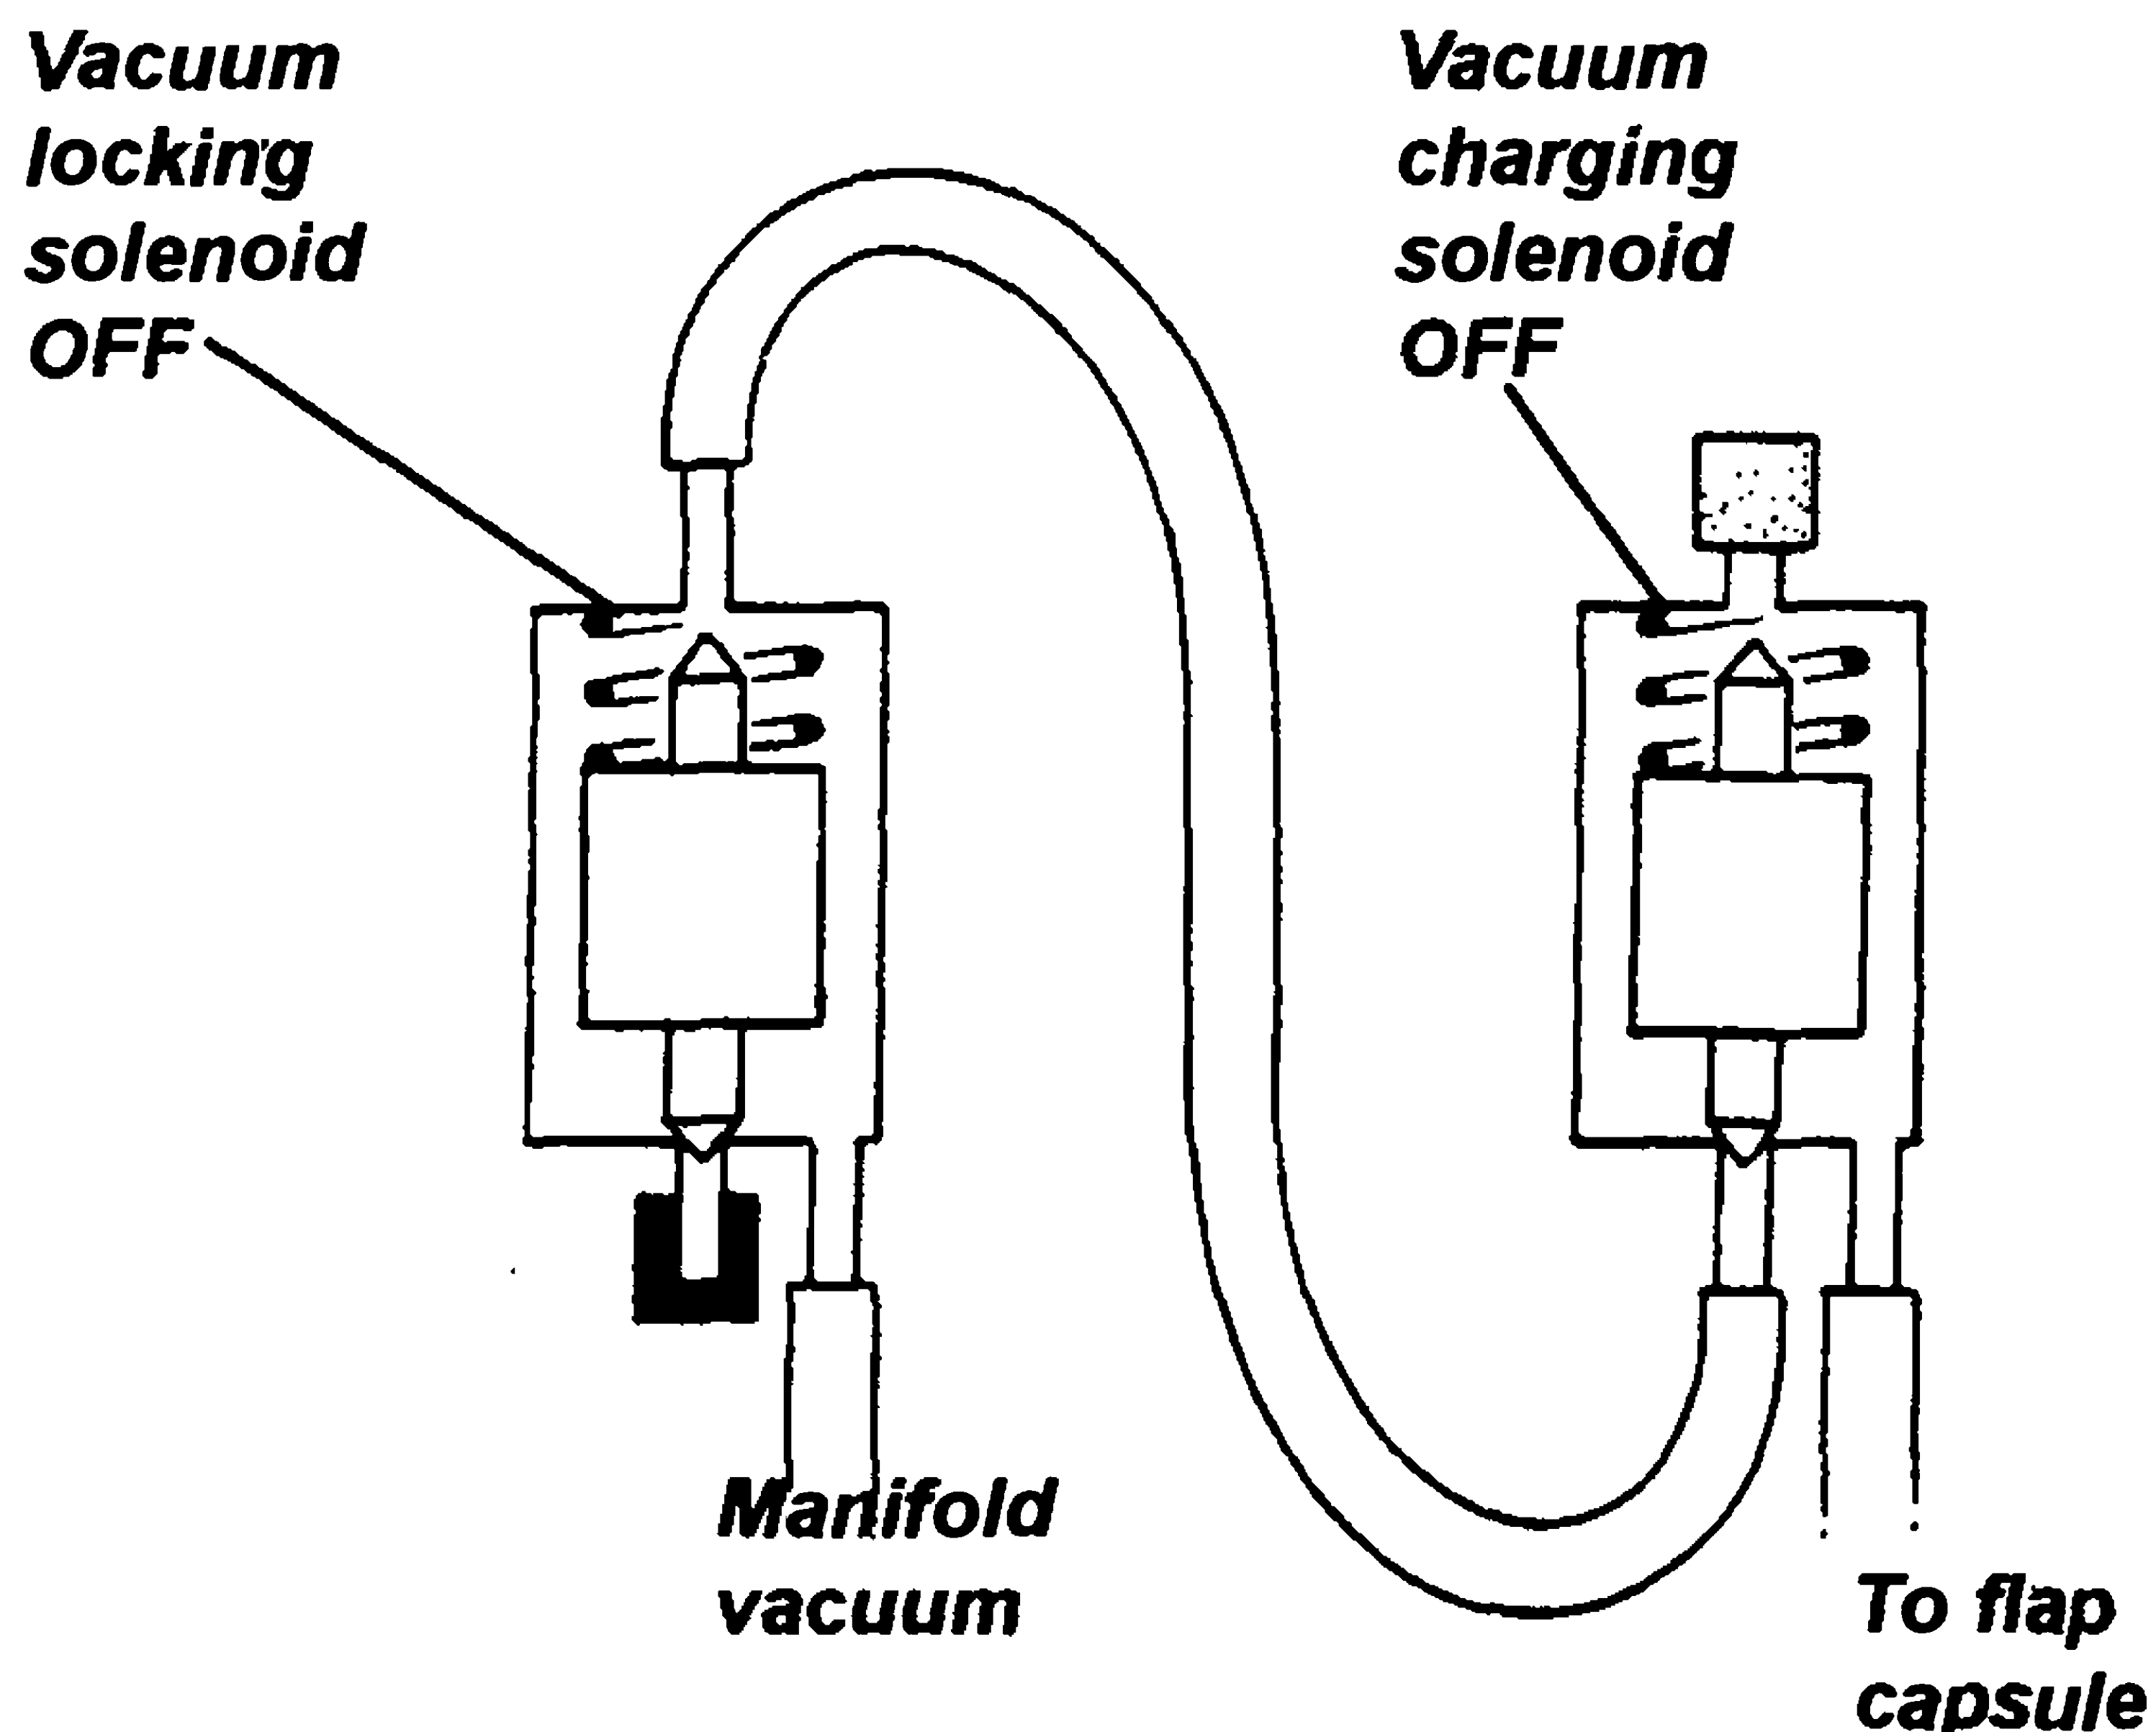 Vacuum
locking
solenoid
OFF
Vacuum
charging
solenoid
OFF
Manifold
vacuum
To flap
capsule